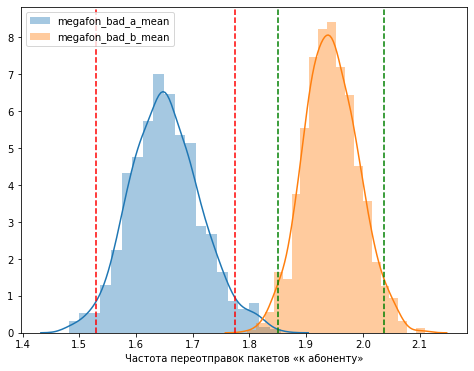 megafon_bad_a_mean
megafon_bad_b_mean
8
7
6
5
4
3
2
1
0
1.4 1.5 1.6 1.7 1.8 1.9 2.0 2.1
Частота переотправок пакетов «к абоненту»